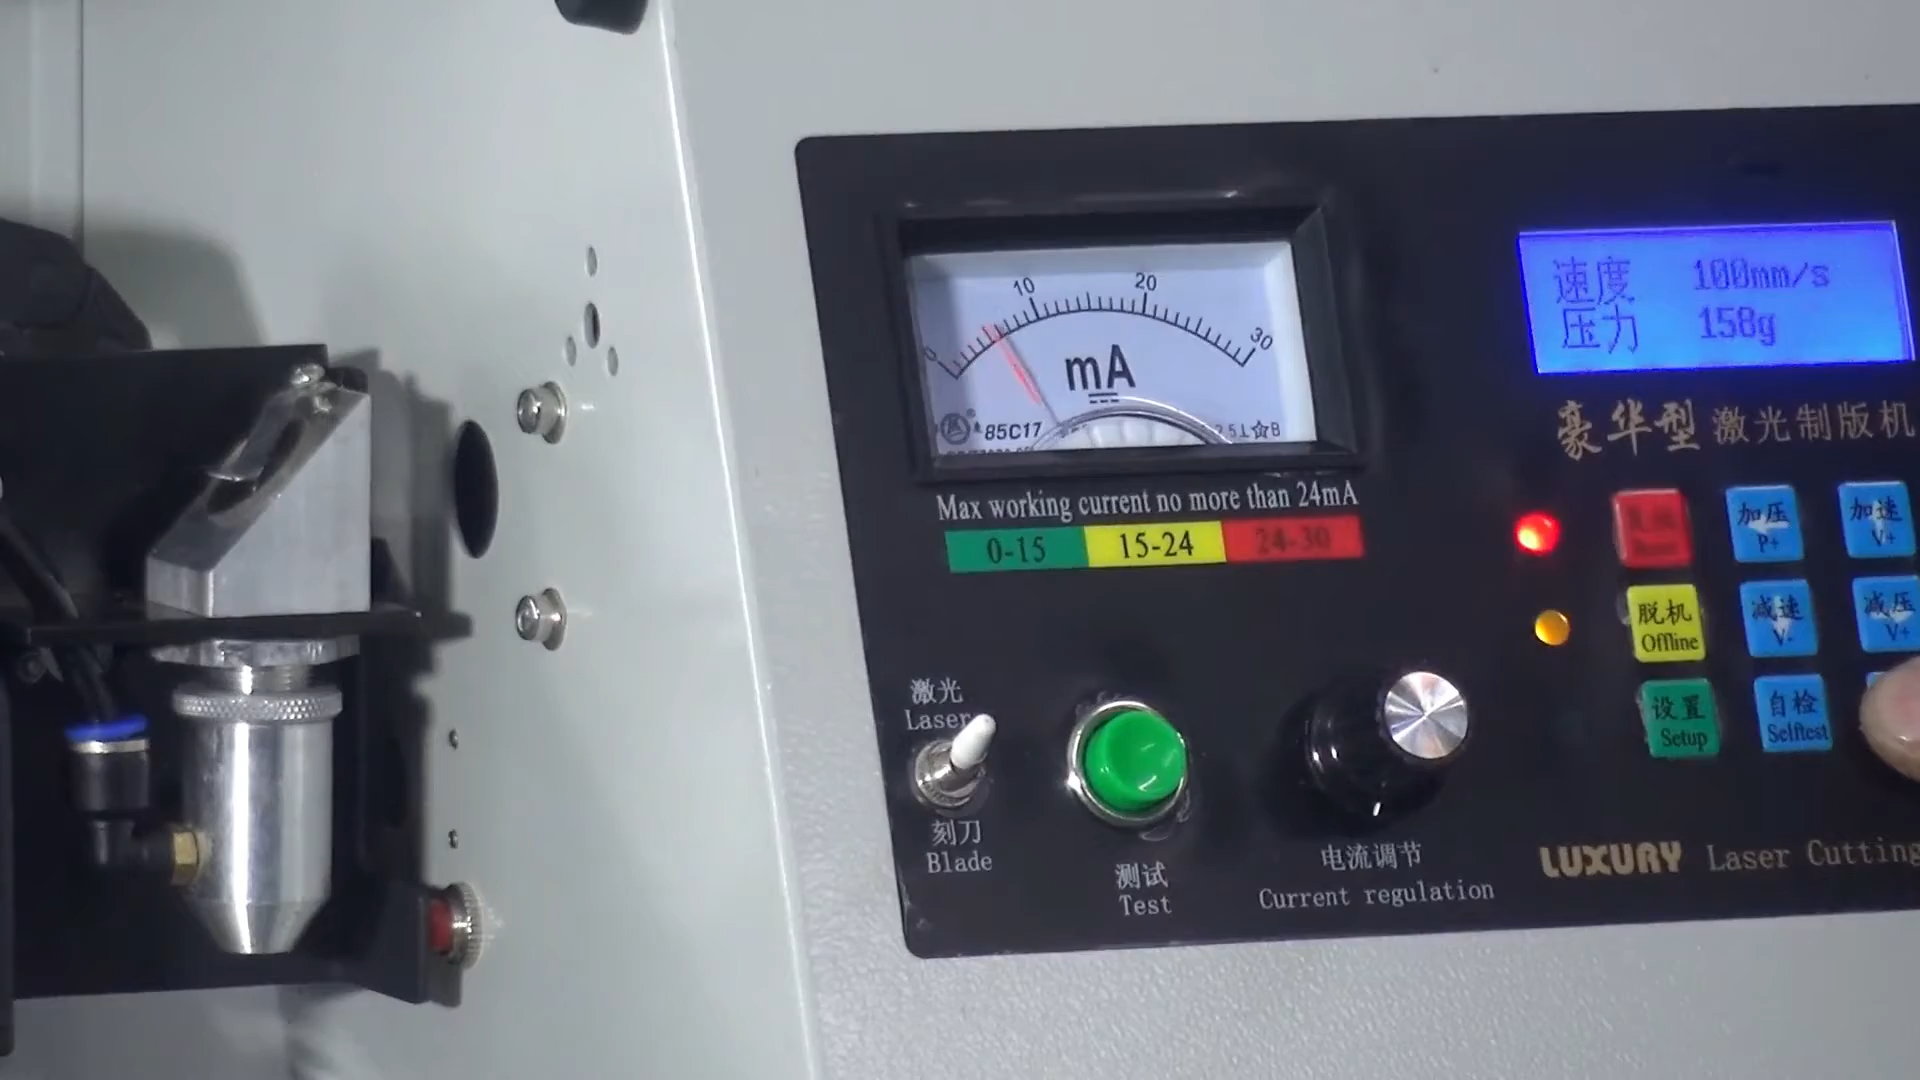 0 10 20 30
mA
85C17
2.5
B
Max working current no more than 24mA
0-15 15-24 24-30
速度 100mm/s
压力 158g
豪华型 激光制版机
加压
P+
加速
V+
脱机
Offline
减速
V-
减压
V+
设置
Setup
自检
Selftest
激光
Laser
刻刀
Blade
测试
Test
电流调节
Current regulation
LUXURY Laser Cutting